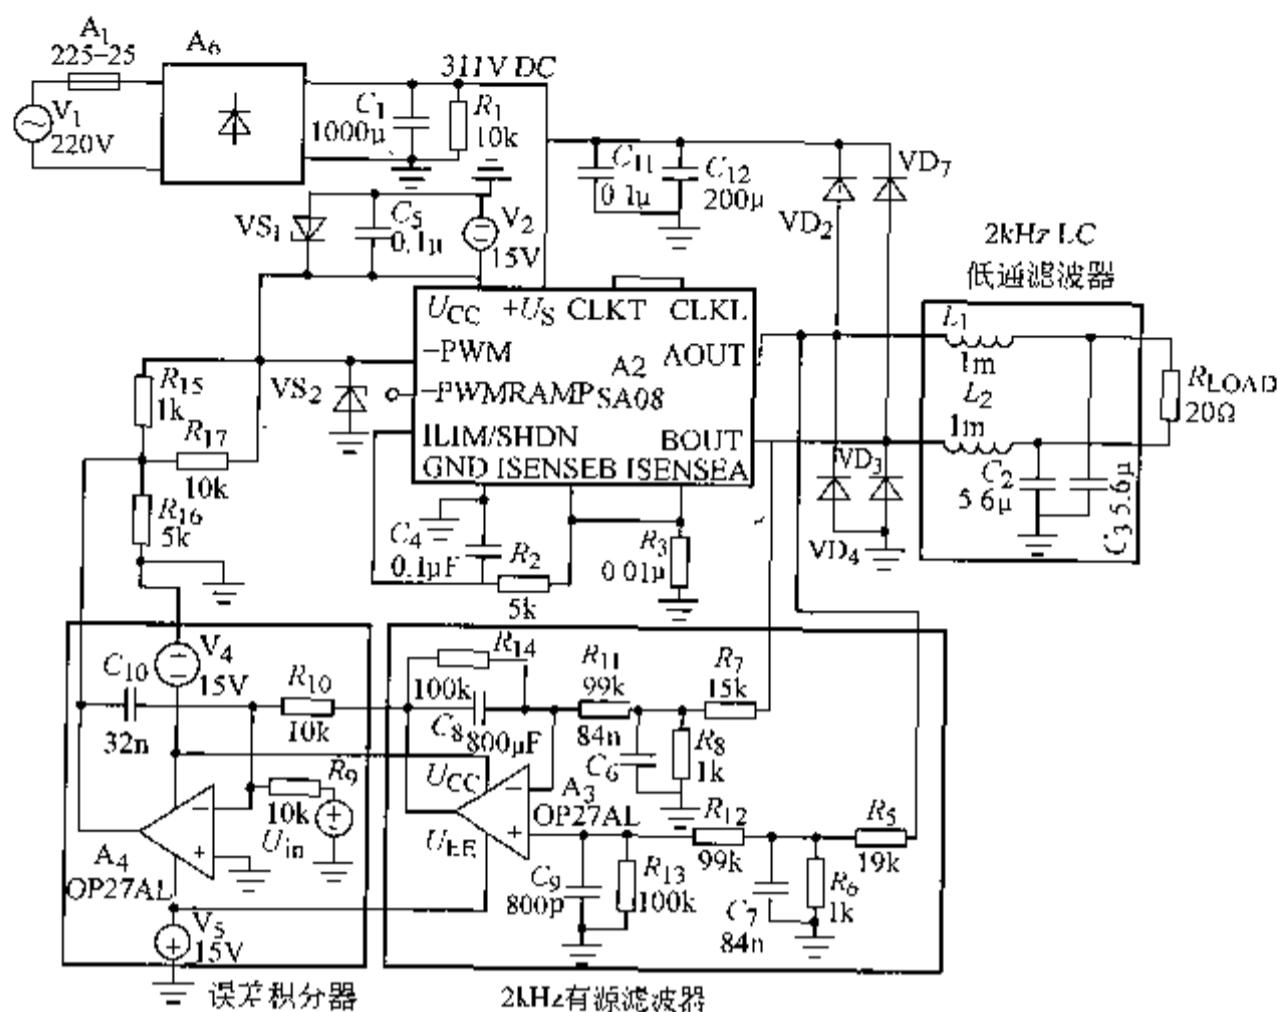 A1
225-25
A6
V1
220V
311V DC
C1
1000μ
R1
10k
C11
0 1μ
C12
200μ
VD7
VD2
VS1
C5
0.1μ
V2
15V
2kHz LC
低通滤波器
UCC
+US
CLKT
CLKL
-PWM
A2
AOUT
-PWMRAMP
SA08
ILIM/SHDN
BOUT
GND
ISENSEB
ISENSEA
VS2
R15
1k
R17
10k
R16
5k
L1
1m
L2
1m
RLOAD
20Ω
C2
5 6μ
C3 5.6μ
VD3
VD4
C4
0.1μF
R2
5k
R3
0 01μ
V4
15V
C10
32n
R10
10k
R14
100k
C8
800μF
R11
99k
84n
C6
R7
15k
R8
1k
UCC
A3
OP27AL
UEE
R9
10k
Uin
A4
OP27AL
V5
15V
R12
99k
R5
19k
C9
800p
R13
100k
C7
84n
R6
1k
误差积分器
2kHz有源滤波器